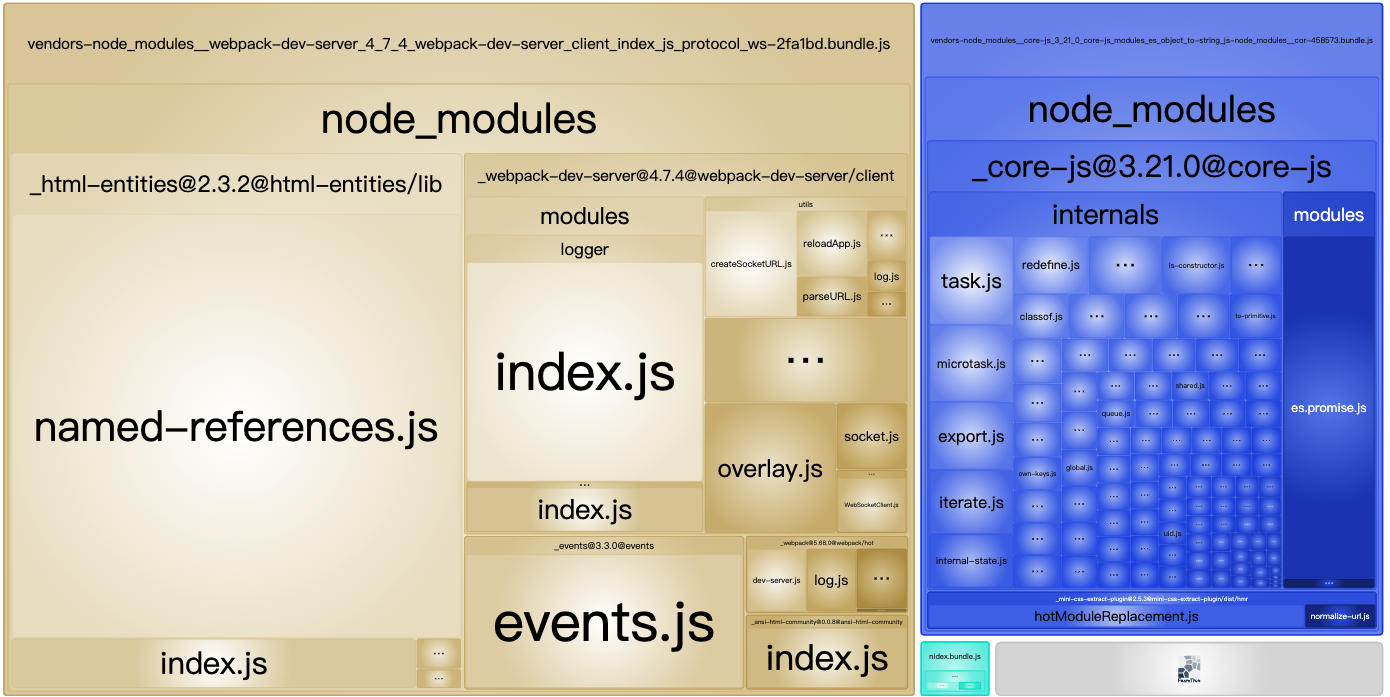 vendors-node_modules__webpack-dev-server_4_7_4_webpack-dev-server_client_index_js_protocol_ws-2fa1bd.bundle.js
node_modules
_html-entities@2.3.2@html-entities/lib
named-references.js
index.js
...
...
_webpack-dev-server@4.7.4@webpack-dev-server/client
modules
logger
index.js
...
index.js
utils
createSocketURL.js
reloadApp.js
parseURL.js
...
log.js
...
...
overlay.js
socket.js
...
WebSocketClient.js
_events@3.3.0@events
events.js
_webpack@5.68.0@webpack/hot
dev-server.js
log.js
...
_ansi-html-community@0.0.8@ansi-html-community
index.js
vendors-node_modules__core-js_3_21_0_core-js_modules_es_object_to-string_js-node_modules__cor-458573.bundle.js
node_modules
_core-js@3.21.0@core-js
internals
task.js
microtask.js
export.js
iterate.js
internal-state.js
redefine.js
...
is-constructor.js
...
classof.js
...
...
...
to-primitive.js
shared.js
queue.js
own-keys.js
global.js
uid.js
modules
es.promise.js
...
_mini-css-extract-plugin@2.5.3@mini-css-extract-plugin/dist/hmr
hotModuleReplacement.js
normalize-url.js
nidex.bundle.js
...
FoamTree